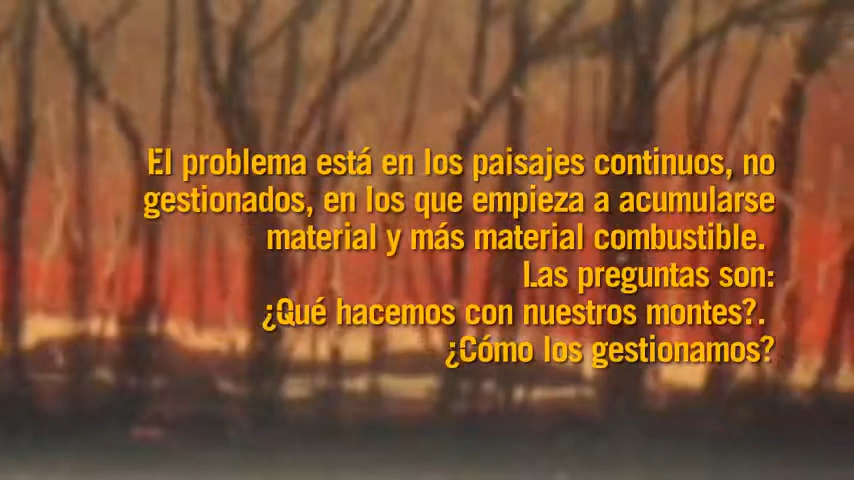 El problema está en los paisajes continuos, no
gestionados, en los que empieza a acumularse
material y más material combustible.
Las preguntas son:
¿Qué hacemos con nuestros montes?.
¿Cómo los gestionamos?